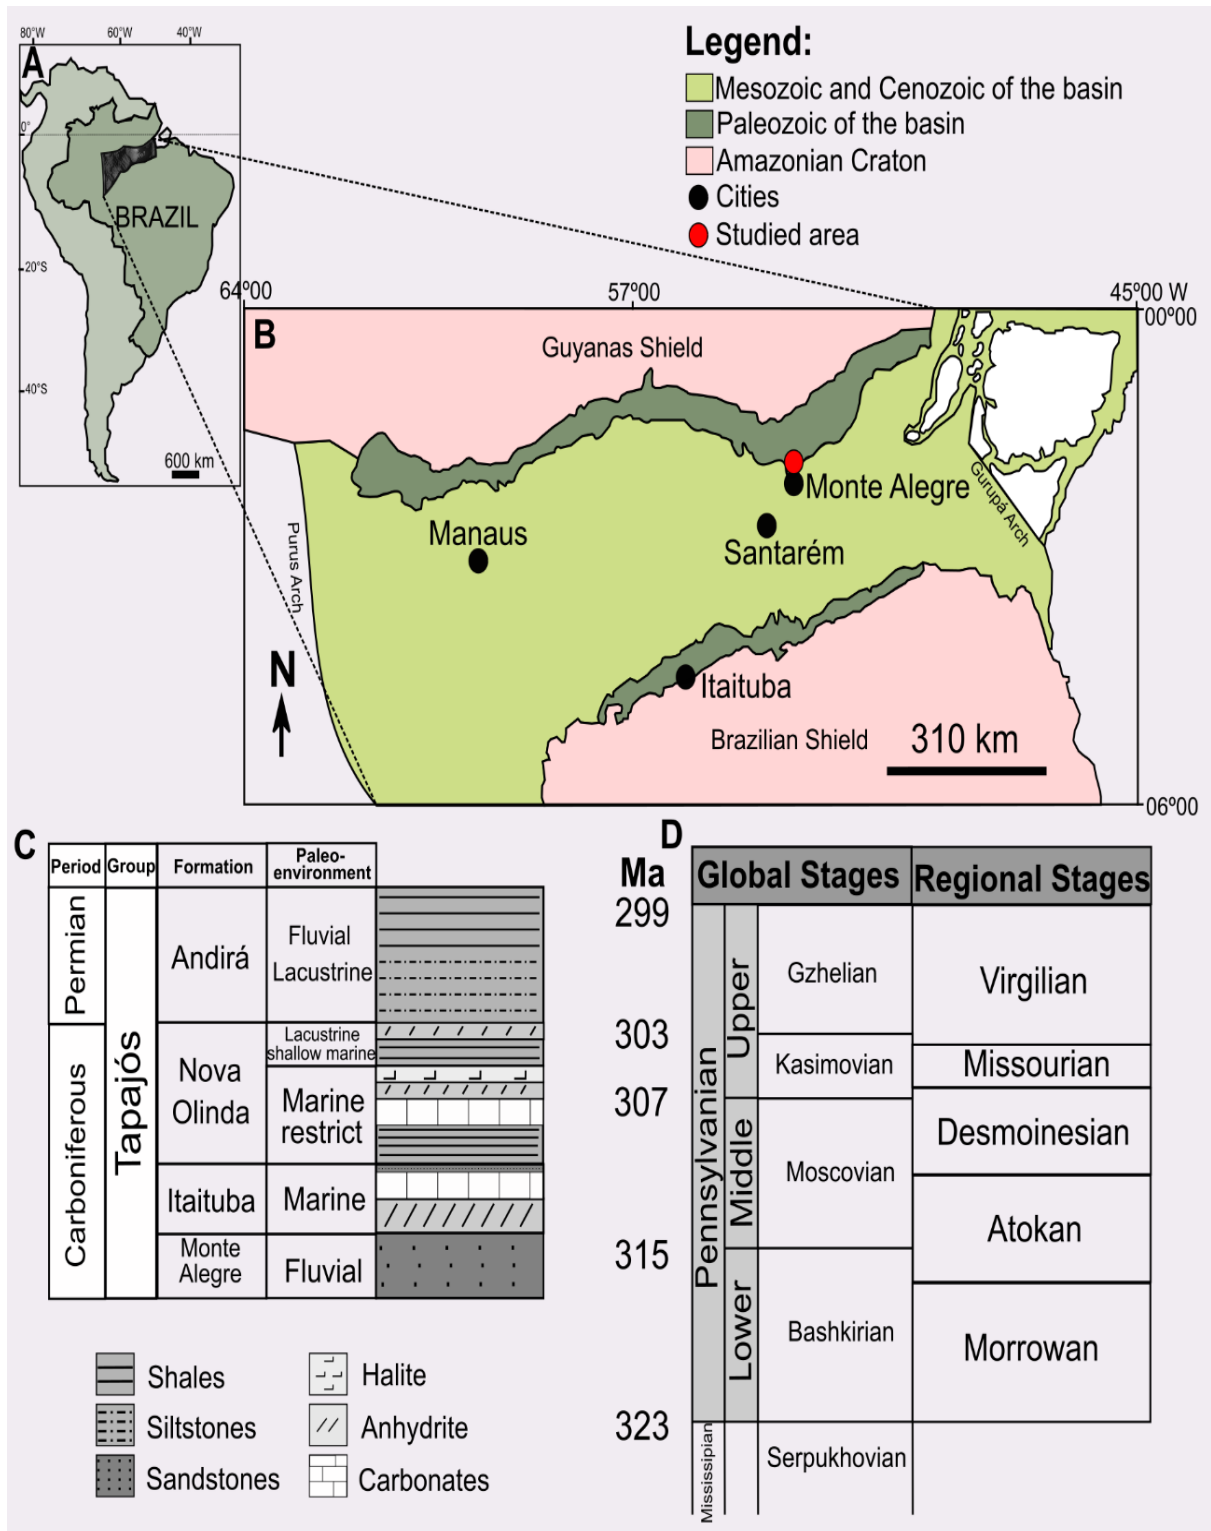 80°W 60°W 40°W
A
0°
BRAZIL
20°S
40°S
600 km
Legend:
Mesozoic and Cenozoic of the basin
Paleozoic of the basin
Amazonian Craton
Cities
Studied area
64º00 57º00 45º00 W
00º00
B
Guyanas Shield
Monte Alegre
Gurupá Arch
Manaus
Santarém
Purus Arch
N
Itaituba
Brazilian Shield
310 km
06º00
C
Period Group Formation Paleo-
environment
Permian
Carboniferous
Tapajós
Andirá
Fluvial
Lacustrine
Nova
Olinda
Lacustrine
shallow marine
Marine
restrict
Itaituba
Marine
Monte
Alegre
Fluvial
Shales
Siltstones
Sandstones
Halite
Anhydrite
Carbonates
D
Ma
Global Stages Regional Stages
299
303
307
315
323
Pennsylvanian
Mississipian
Upper
Middle
Lower
Gzhelian
Kasimovian
Moscovian
Bashkirian
Serpukhovian
Virgilian
Missourian
Desmoinesian
Atokan
Morrowan